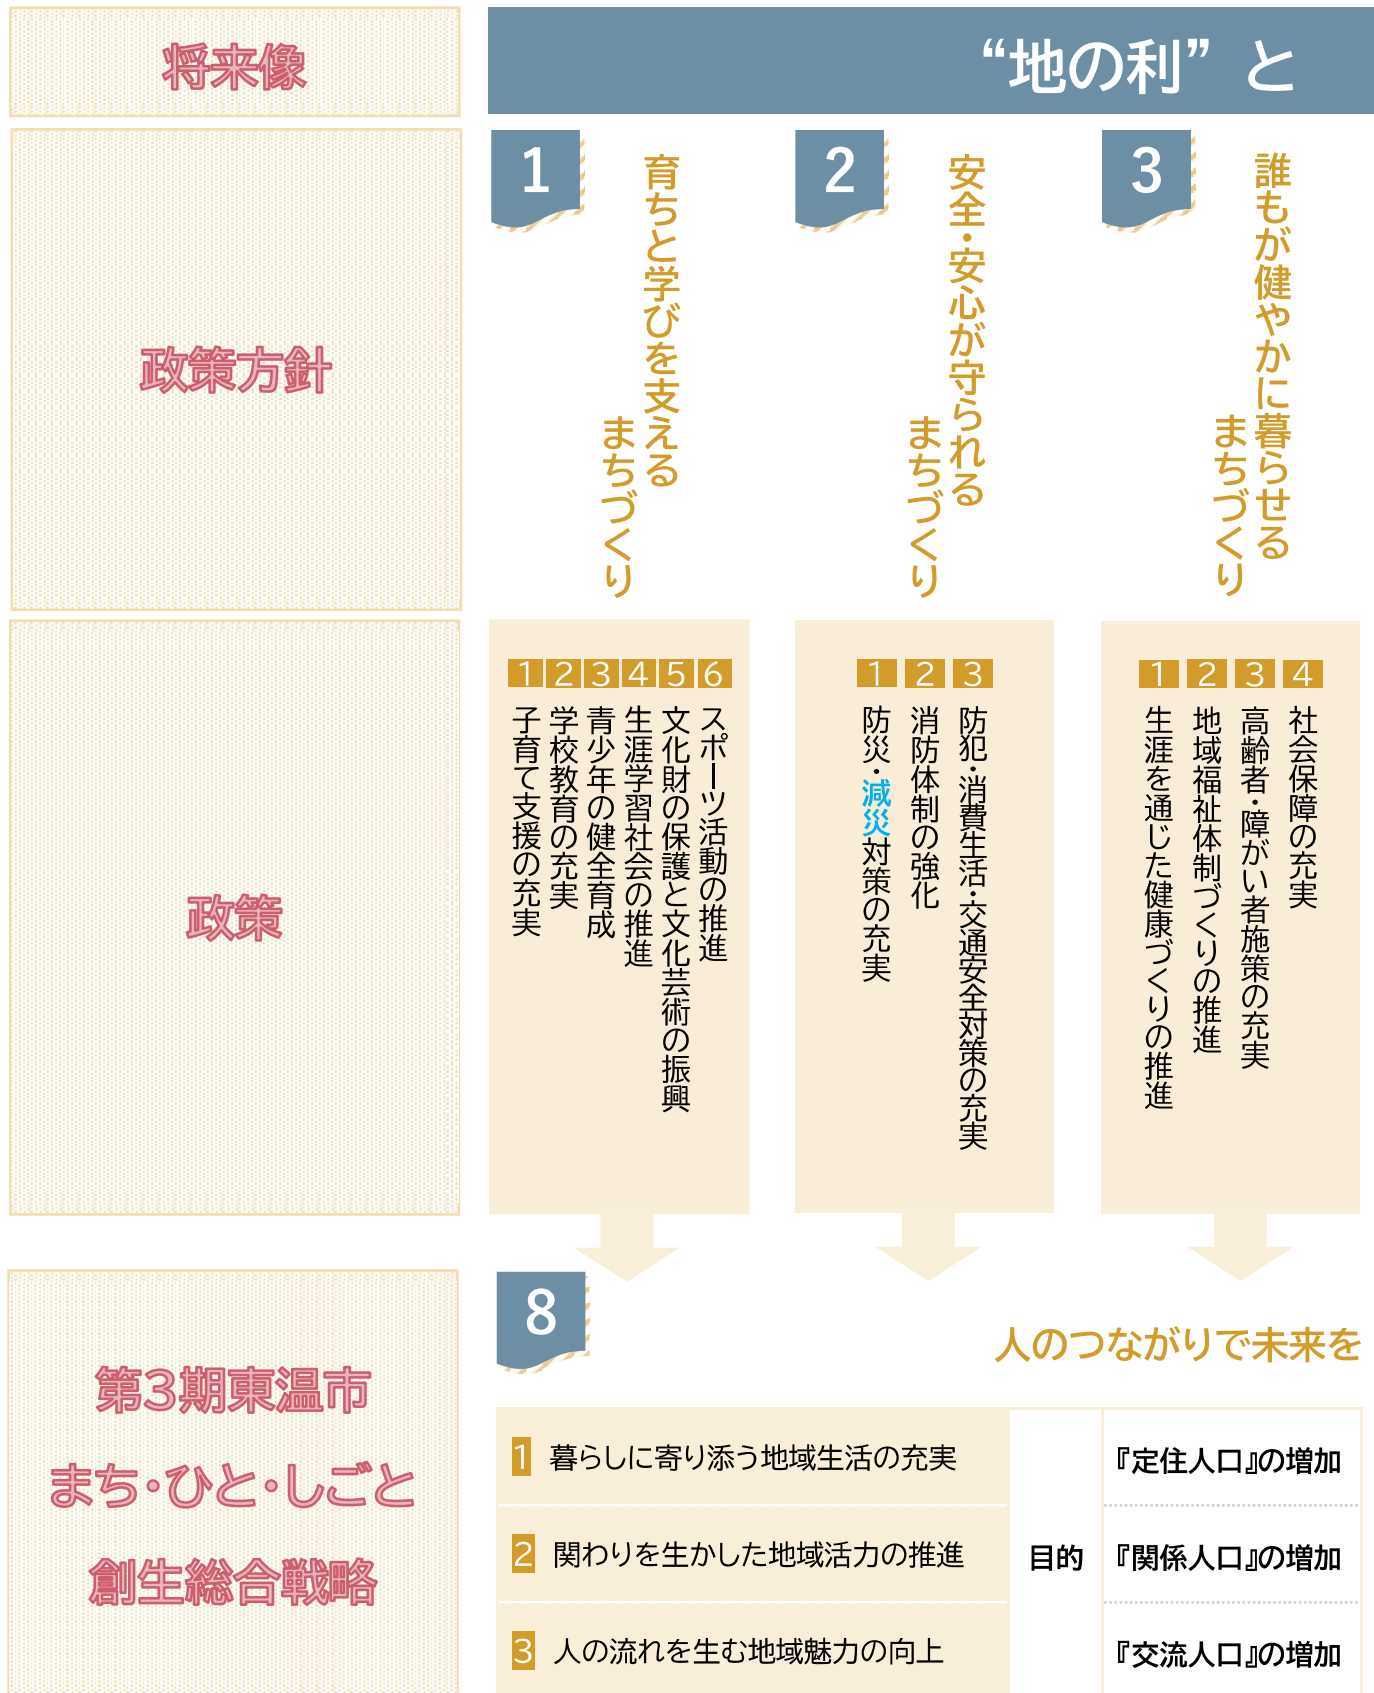 将来像
“地の利”と
政策方針
1
育ちと学びを支える
まちづくり
2
安全・安心が守られる
まちづくり
3
誰もが健やかに暮らせる
まちづくり
政策
1
子育て支援の充実
2
学校教育の充実
3
青少年の健全育成
4
生涯学習社会の推進
5
文化財の保護と文化芸術の振興
6
スポーツ活動の推進
1
防災・減災対策の充実
2
消防体制の強化
3
防犯・消費生活・交通安全対策の充実
1
生涯を通じた健康づくりの推進
2
地域福祉体制づくりの推進
3
高齢者・障がい者施策の充実
4
社会保障の充実
第3期東温市
まち・ひと・しごと
創生総合戦略
8
人のつながりで未来を
1 暮らしに寄り添う地域生活の充実
2 関わりを生かした地域活力の推進
3 人の流れを生む地域魅力の向上
目的
『定住人口』の増加
『関係人口』の増加
『交流人口』の増加